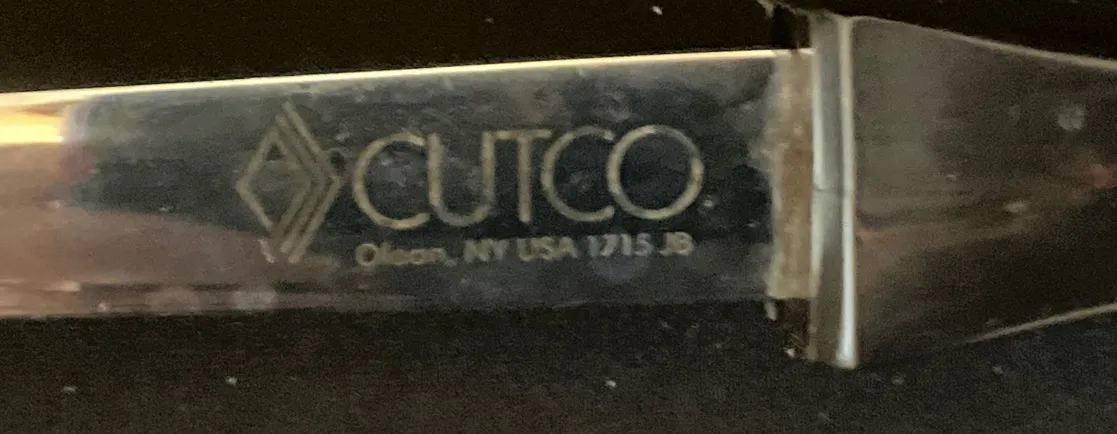 CUTCO
Olean, NY USA 1715 JB